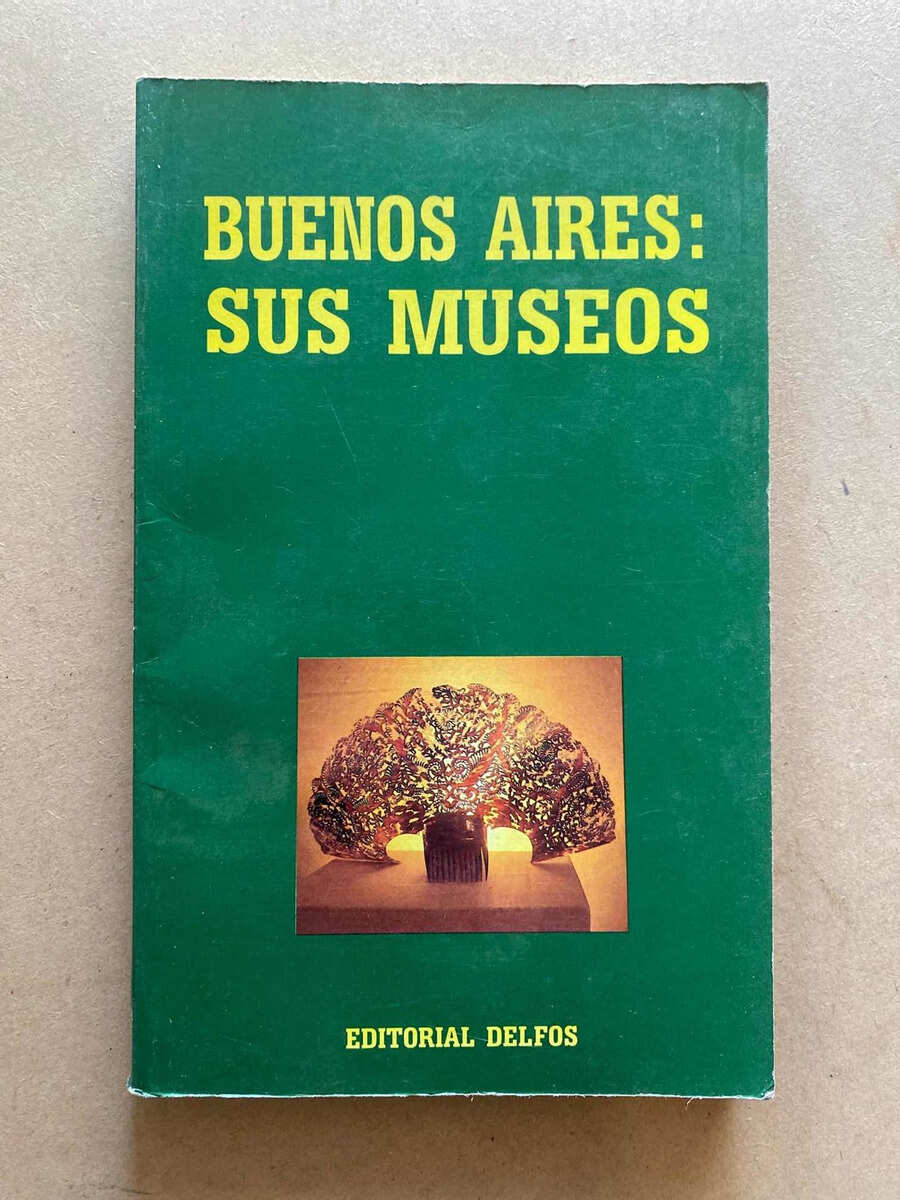 BUENOS AIRES:
SUS MUSEOS
EDITORIAL DELFOS